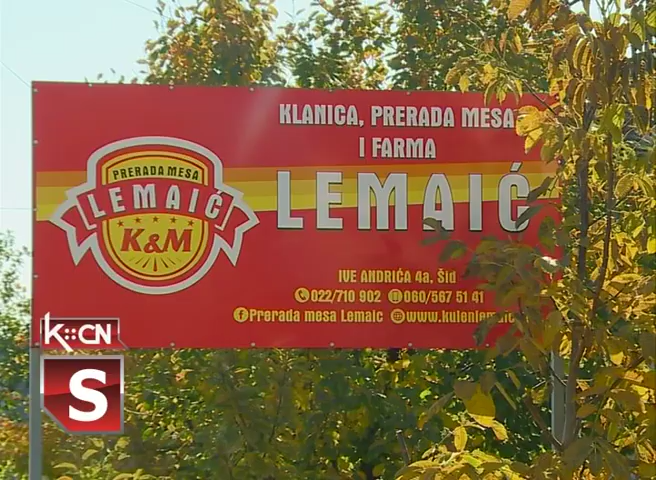 KLANICA, PRERADA MESA
I FARMA
LEMAIĆ
PRERADA MESA
LEMAIĆ
K&M
IVE ANDRIĆA 4a, Šid
022/710 902 060/567 51 41
Prerada mesa Lemaic
K::CN
S